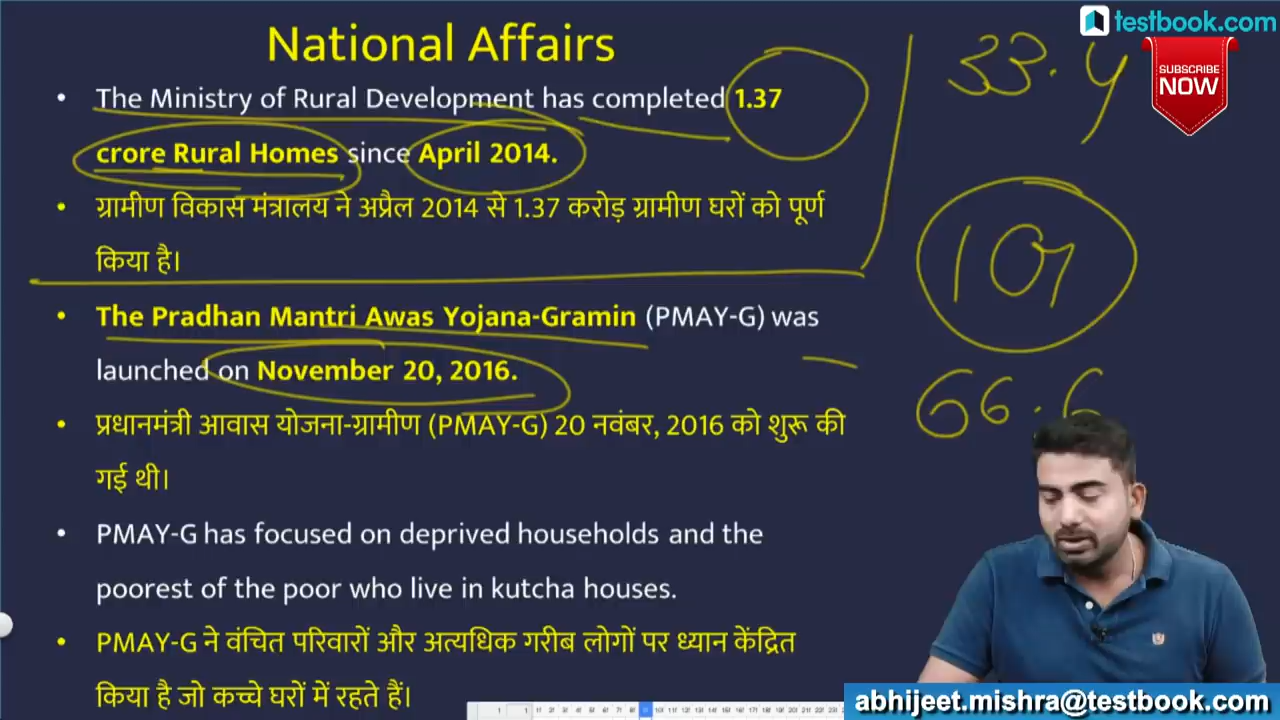 testbook.com
National Affairs
SUBSCRIBE
NOW
33.4
• The Ministry of Rural Development has completed 1.37
crore Rural Homes since April 2014.
• ग्रामीण विकास मंत्रालय ने अप्रैल 2014 से 1.37 करोड़ ग्रामीण घरों को पूर्ण
किया है।
107
• The Pradhan Mantri Awas Yojana-Gramin (PMAY-G) was
launched on November 20, 2016.
66.6
• प्रधानमंत्री आवास योजना-ग्रामीण (PMAY-G) 20 नवंबर, 2016 को शुरू की
गई थी।
• PMAY-G has focused on deprived households and the
poorest of the poor who live in kutcha houses.
• PMAY-G ने वंचित परिवारों और अत्यधिक गरीब लोगों पर ध्यान केंद्रित
किया है जो कच्चे घरों में रहते हैं।
abhijeet.mishra@testbook.com